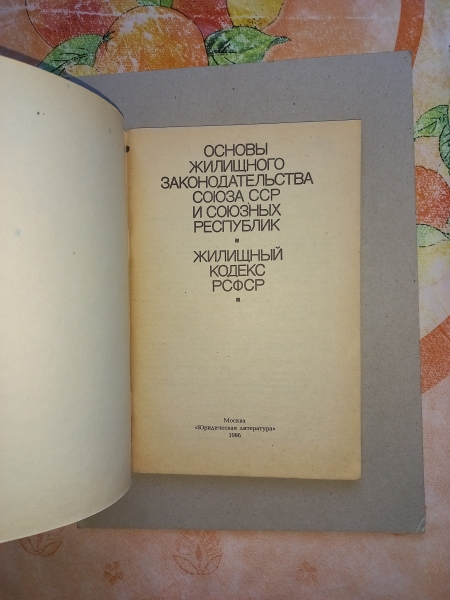 ОСНОВЫ
ЖИЛИЩНОГО
ЗАКОНОДАТЕЛЬСТВА
СОЮЗА ССР
И СОЮЗНЫХ
РЕСПУБЛИК
ЖИЛИЩНЫЙ
КОДЕКС
РСФСР
Москва
«Юридическая литература»
1986